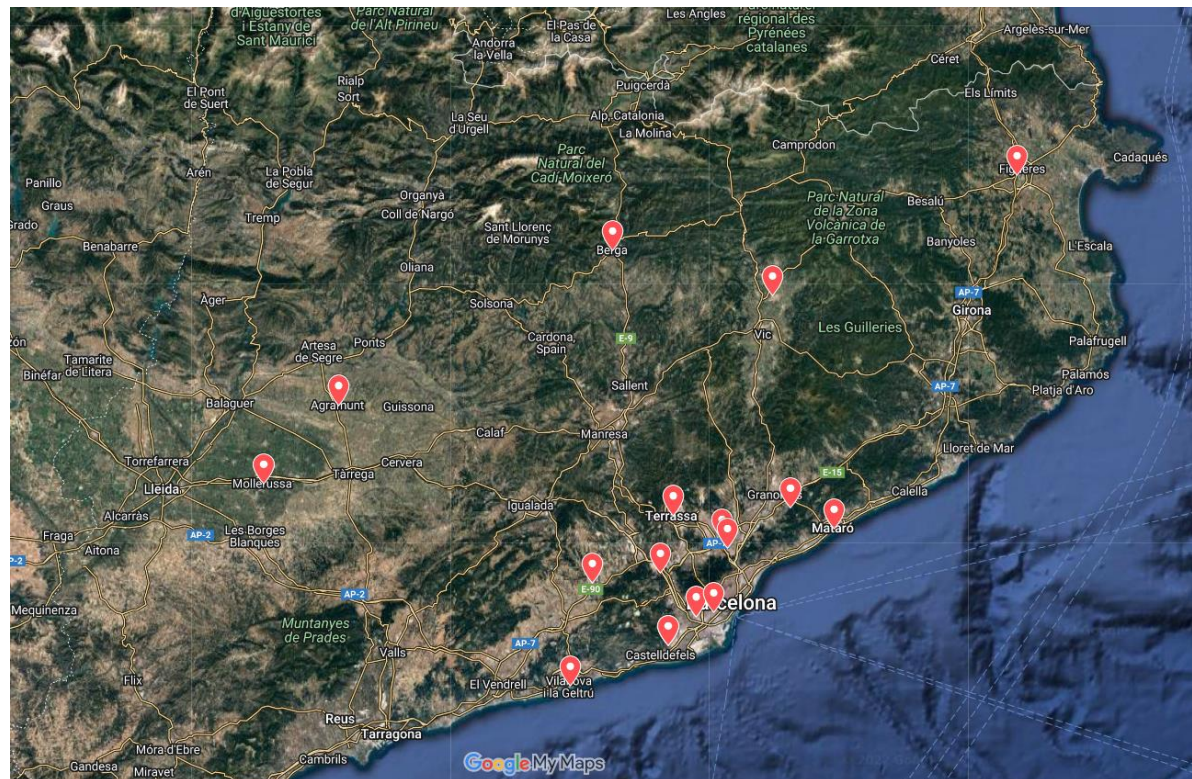 d'Aigüestortes
i Estany de
Sant Maurici
Parc Natural
de l'Alt Pirineu
El Pas de
la Casa
Les Angles
régional des
Pyrénées
catalanes
Argelès-sur-Mer
Andorra
la Vella
Céret
Rialp
Sort
Puigcerdà
El Pont
de Suert
Els Límits
La Seu
d'Urgell
Alp, Catalonia
La Molina
Camprodon
Parc
Natural del
Cadí-Moixeró
Cadaqués
Arén
La Pobla
de Segur
Figueres
Panillo
Graus
Organyà
Coll de Nargó
Parc Natural
de la Zona
Volcànica de
la Garrotxa
Besalú
Tremp
Sant Llorenç
de Morunys
Benabarre
Berga
Banyoles
L'Escala
Oliana
Àger
Solsona
AP-7
Girona
Les Guilleries
Vic
Cardona,
Spain
E-9
Artesa
de Segre
Ponts
Palafrugell
Tamarite
de Litera
Binéfar
Sallent
Palamós
Platja d'Aro
AP-7
Balaguer
Agramunt
Guissona
Calaf
Manresa
Lloret de Mar
Torrefarrera
Cervera
Tàrrega
E-15
Lleida
Mollerussa
Calella
Igualada
Terrassa
Mataró
Alcarràs
Fraga
Aitona
AP-2
Les Borges
Blanques
AP-2
E-90
AP-2
Mequinenza
Barcelona
Muntanyes
de Prades
AP-7
Valls
Castelldefels
Flix
El Vendrell
Vilanova
i la Geltrú
Reus
Tarragona
Móra d'Ebre
Cambrils
Gandesa
Miravet
Google My Maps